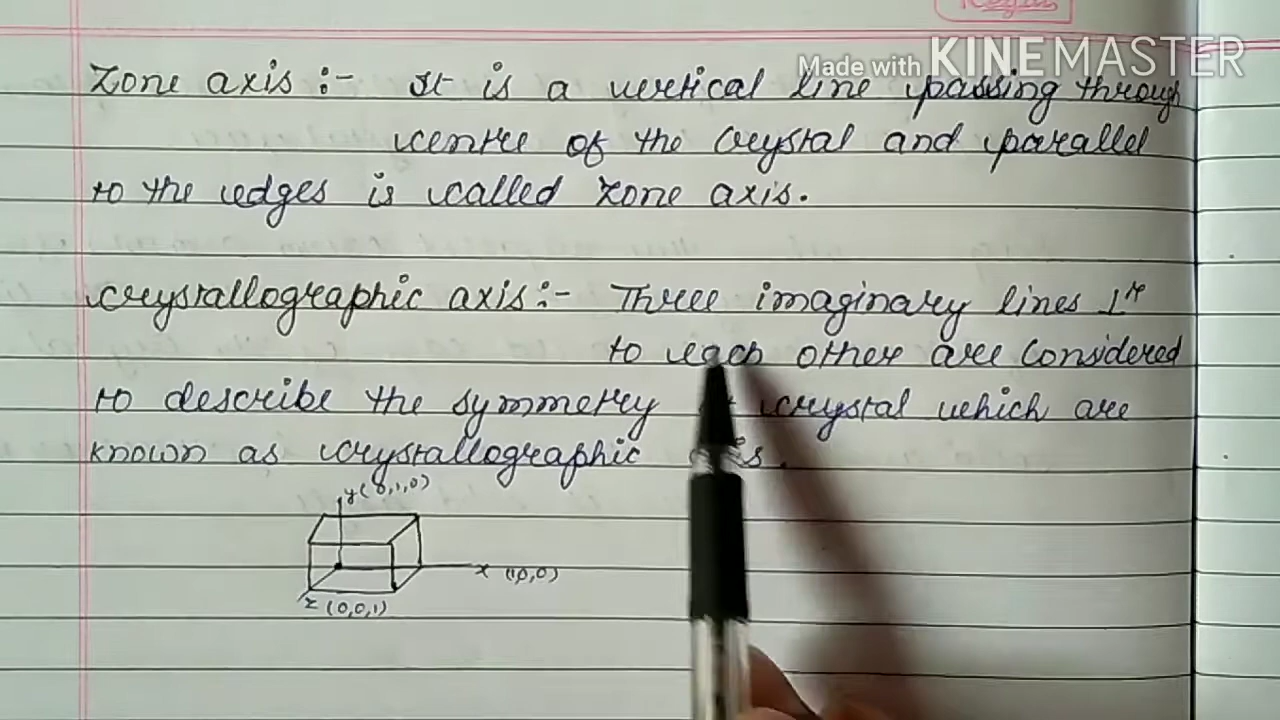 Made with KINEMASTER
Zone axis :- It is a vertical line passing through
centre of the crystal and parallel
to the edges is called zone axis.
crystallographic axis :- Three imaginary lines ⊥r
to each other are considered
to describe the symmetry crystal which are
known as crystallographic
y(0,1,0)
x (1,0,0)
z (0,0,1)